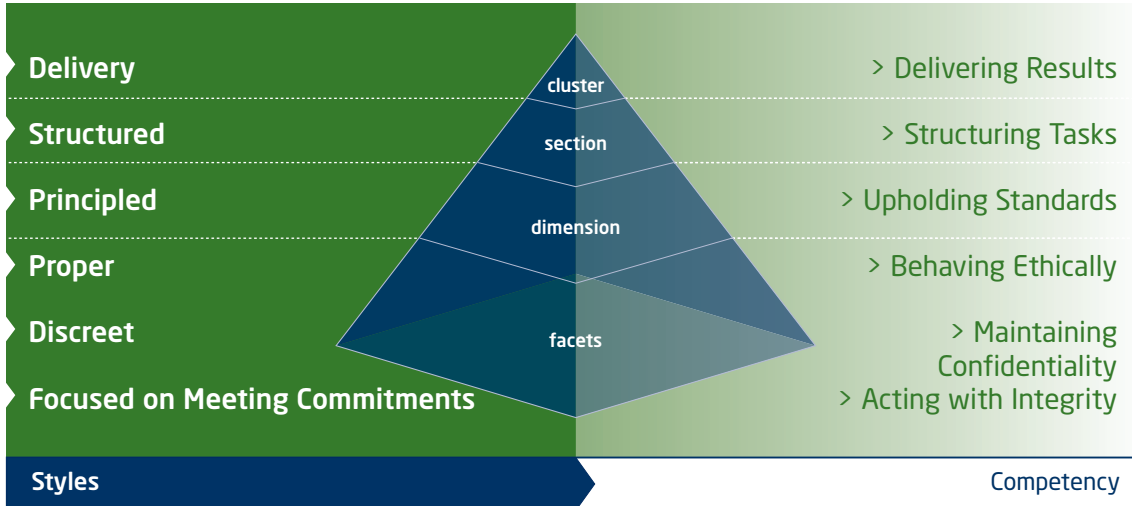 Delivery
cluster
> Delivering Results
Structured
section
> Structuring Tasks
Principled
dimension
> Upholding Standards
Proper
> Behaving Ethically
Discreet
facets
> Maintaining
Confidentiality
Focused on Meeting Commitments
> Acting with Integrity
Styles
Competency